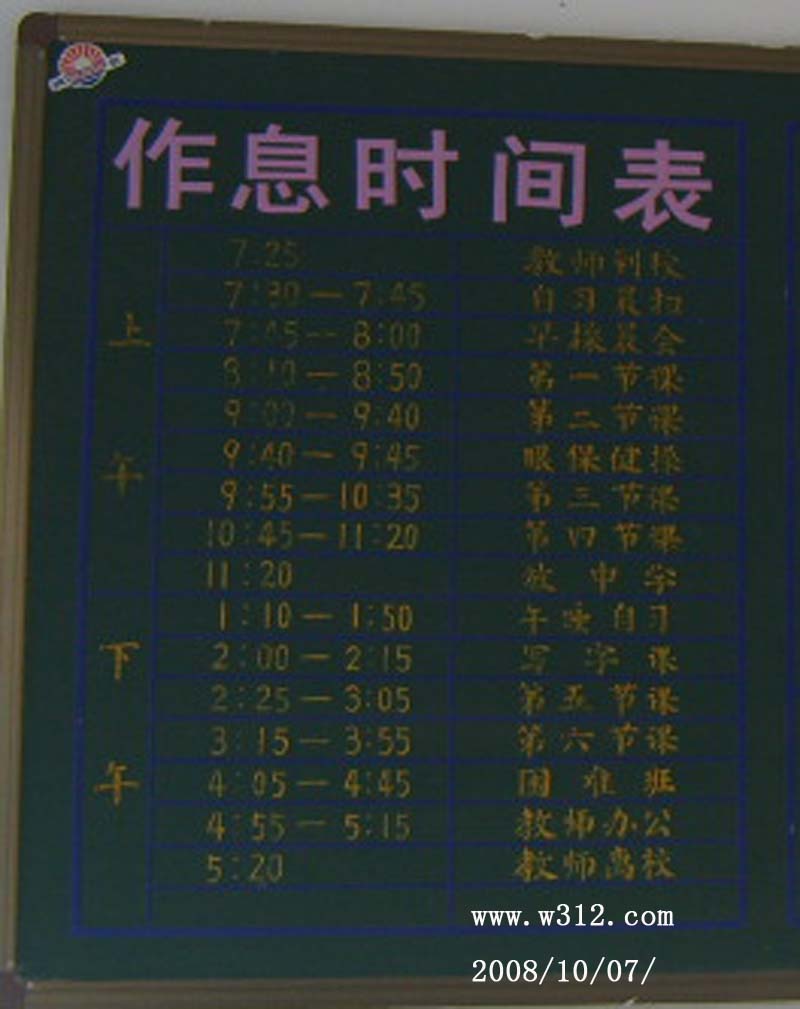 作息时间表
上午
7:25 教师到校
7:30—7:45 自习晨扫
7:45—8:00 早操晨会
8:10—8:50 第一节课
9:00—9:40 第二节课
9:40—9:45 眼保健操
9:55—10:35 第三节课
10:45—11:20 第四节课
11:20 放中学
下午
1:10—1:50 午睡自习
2:00—2:15 写字课
2:25—3:05 第五节课
3:15—3:55 第六节课
4:05—4:45 困难班
4:55—5:15 教师办公
5:20 教师离校
www.w312.com
2008/10/07/